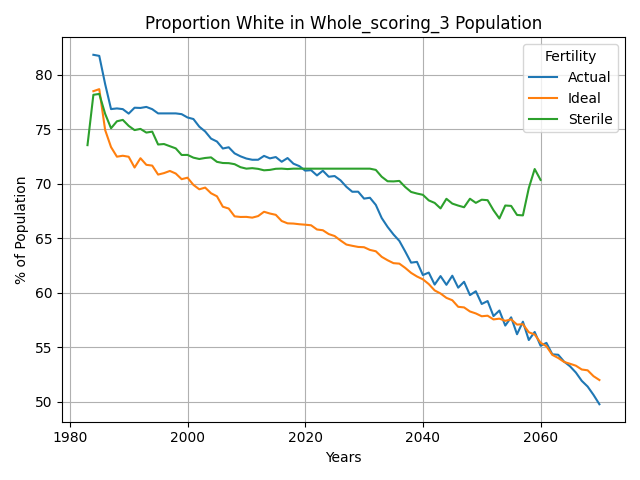 Proportion White in Whole_scoring_3 Population
Fertility
Actual
Ideal
Sterile
% of Population
80
75
70
65
60
55
50
1980
2000
2020
2040
2060
Years